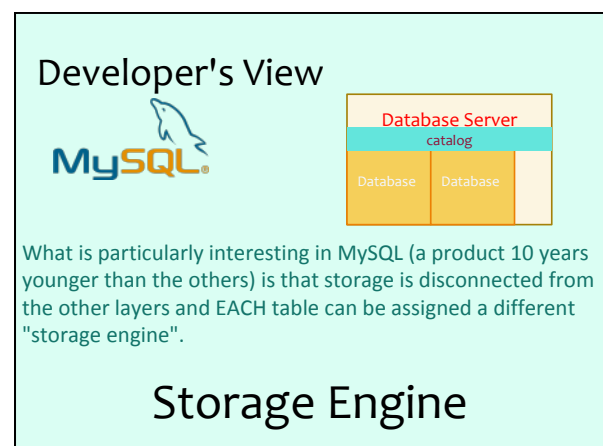 Developer's View
MySQL®
Database Server
catalog
Database Database
What is particularly interesting in MySQL (a product 10 years
younger than the others) is that storage is disconnected from
the other layers and EACH table can be assigned a different
"storage engine".
Storage Engine